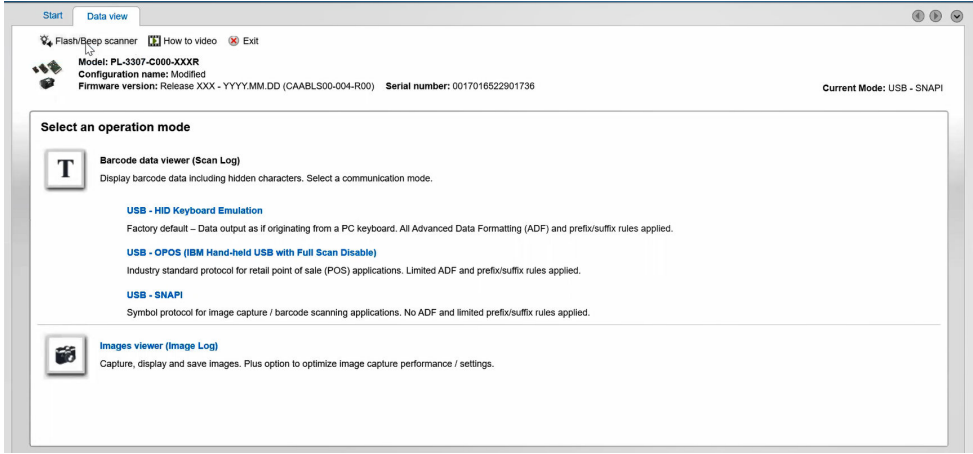 Start Data view
Flash/Beep scanner How to video Exit
Model: PL-3307-C000-XXXR
Configuration name: Modified
Firmware version: Release XXX - YYYY.MM.DD (CAABLS00-004-R00) Serial number: 0017016522901736
Current Mode: USB - SNAPI
Select an operation mode
T
Barcode data viewer (Scan Log)
Display barcode data including hidden characters. Select a communication mode.
USB - HID Keyboard Emulation
Factory default – Data output as if originating from a PC keyboard. All Advanced Data Formatting (ADF) and prefix/suffix rules applied.
USB - OPOS (IBM Hand-held USB with Full Scan Disable)
Industry standard protocol for retail point of sale (POS) applications. Limited ADF and prefix/suffix rules applied.
USB - SNAPI
Symbol protocol for image capture / barcode scanning applications. No ADF and limited prefix/suffix rules applied.
Images viewer (Image Log)
Capture, display and save images. Plus option to optimize image capture performance / settings.